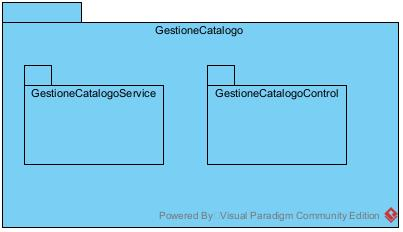 GestioneCatalogo
GestioneCatalogoService
GestioneCatalogoControl
Powered By Visual Paradigm Community Edition